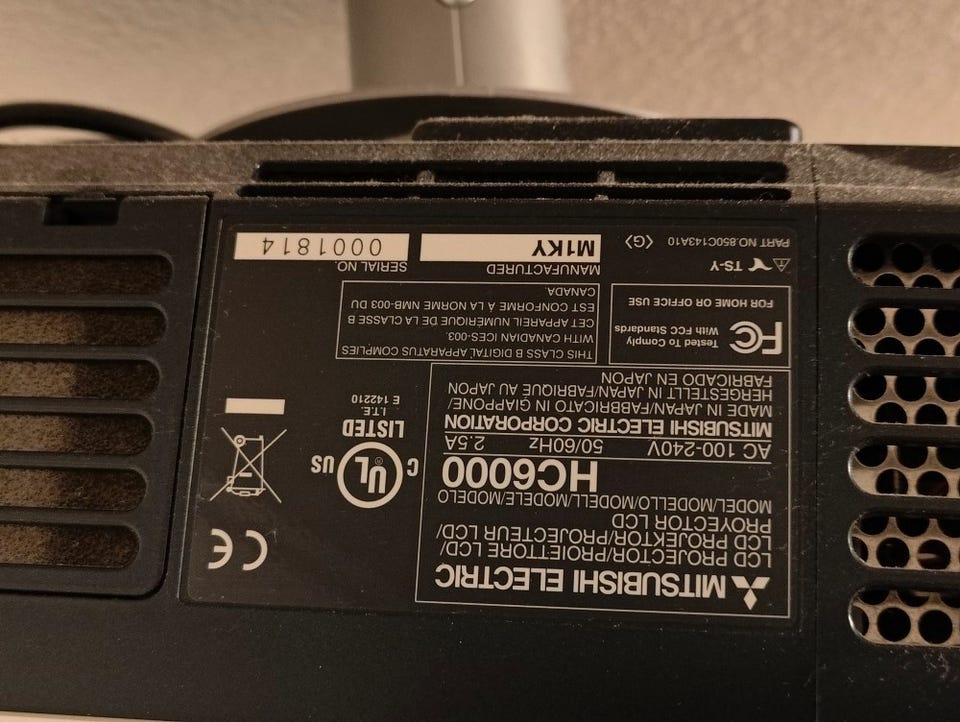 MITSUBISHI ELECTRIC
LCD PROJECTOR/PROIETTORE LCD/
LCD PROJEKTOR/PROJECTEUR LCD/
PROYECTOR LCD
MODEL/MODELLO/MODELL/MODELE/MODELO
HC6000
AC 100-240V 50/60Hz 2.5A
MITSUBISHI ELECTRIC CORPORATION
MADE IN JAPAN/FABBRICATO IN GIAPPONE/
HERGESTELLT IN JAPAN/FABRIQUÉ AU JAPON
FABRICADO EN JAPON
CE
C UL® US
LISTED
I.T.E.
E 142210
FC Tested To Comply
With FCC Standards
FOR HOME OR OFFICE USE
THIS CLASS B DIGITAL APPARATUS COMPLIES
WITH CANADIAN ICES-003.
CET APPAREIL NUMERIQUE DE LA CLASSE B
EST CONFORME A LA NORME NMB-003 DU
CANADA
TS-Y
PART NO.850C143A10 〈G〉
MANUFACTURED
M1KY
SERIAL NO.
0001814